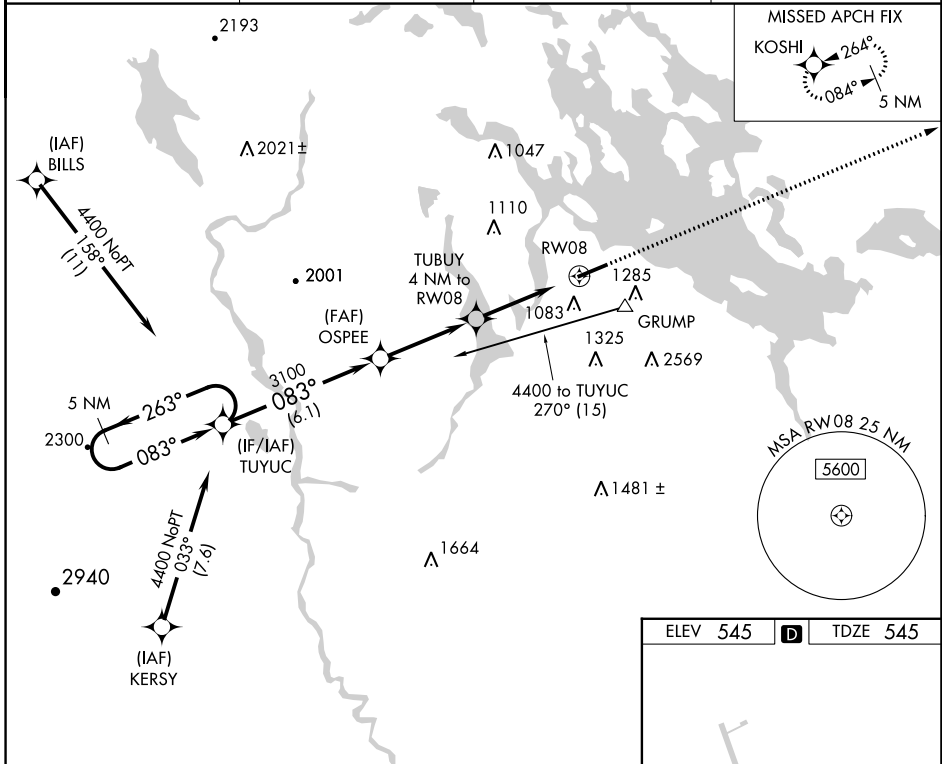 2193
MISSED APCH FIX
KOSHI
264°
084°
5 NM
(IAF)
BILLS
2021±
1047
4400 NoPT
158°
(11)
1110
RW08
TUBUY
4 NM to
RW08
2001
1285
1083
GRUMP
(FAF)
OSPEE
1325
2569
3100
083°
(6.1)
4400 to TUYUC
270° (15)
5 NM
263°
2300
083°
(IF/IAF)
TUYUC
MSA RW08 25 NM
5600
1481 ±
4400 NoPT
033°
(7.6)
1664
2940
(IAF)
KERSY
ELEV 545 D TDZE 545